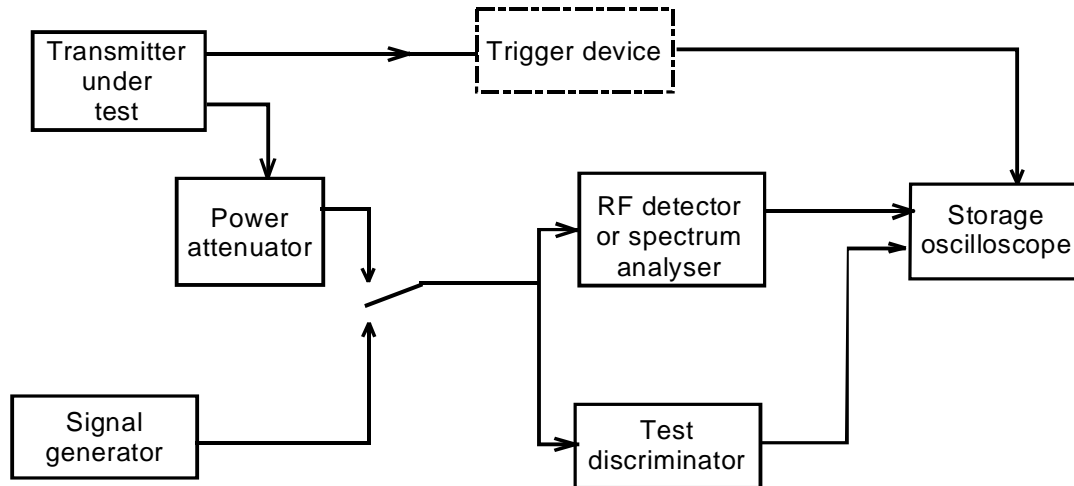 Transmitter
under
test
Trigger device
Power
attenuator
RF detector
or spectrum
analyser
Storage
oscilloscope
Signal
generator
Test
discriminator